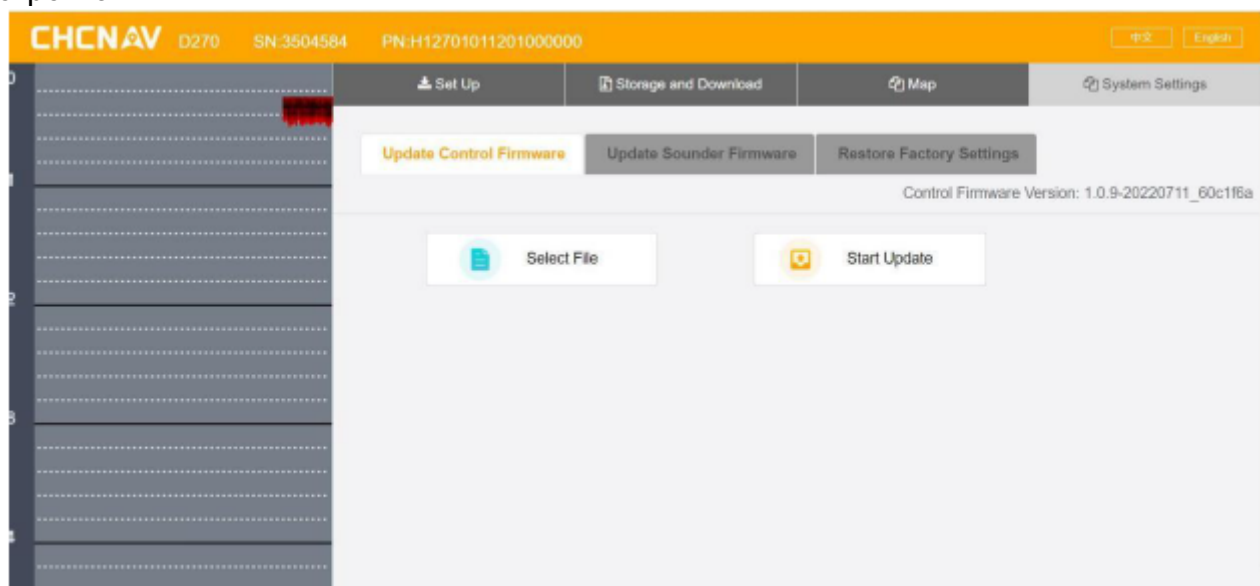 CHCNAV D270 SN:3504584 PN:H12701011201000000 中文 English
Set Up Storage and Download Map System Settings
Update Control Firmware Update Sounder Firmware Restore Factory Settings
Control Firmware Version: 1.0.9-20220711_60c1f6a
Select File Start Update